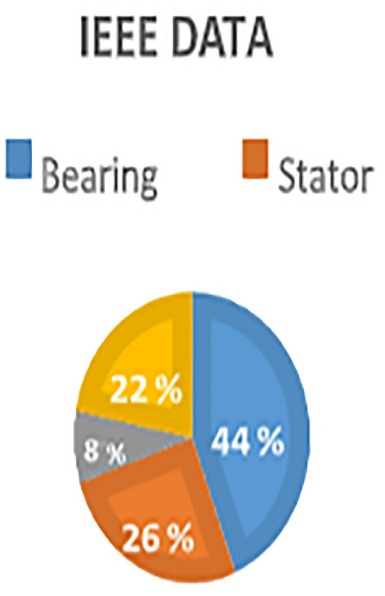 IEEE DATA
Bearing Stator
22 %
44 %
8 %
26 %